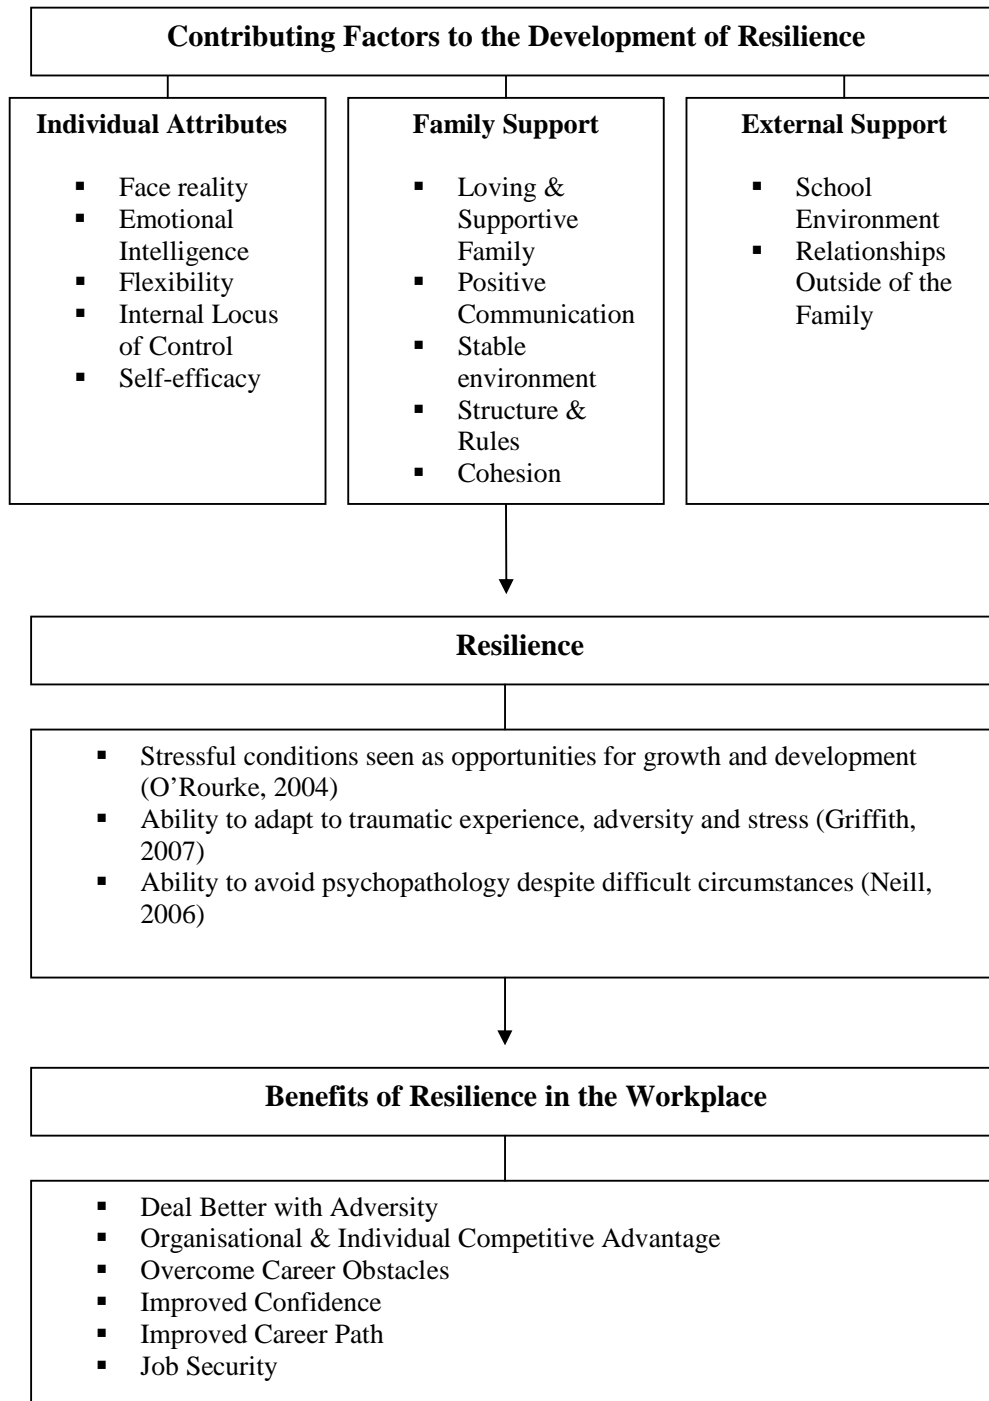 Contributing Factors to the Development of Resilience
Individual Attributes
▪ Face reality
▪ Emotional
Intelligence
▪ Flexibility
▪ Internal Locus
of Control
▪ Self-efficacy
Family Support
▪ Loving &
Supportive
Family
▪ Positive
Communication
▪ Stable
environment
▪ Structure &
Rules
▪ Cohesion
External Support
▪ School
Environment
▪ Relationships
Outside of the
Family
Resilience
▪ Stressful conditions seen as opportunities for growth and development
(O’Rourke, 2004)
▪ Ability to adapt to traumatic experience, adversity and stress (Griffith,
2007)
▪ Ability to avoid psychopathology despite difficult circumstances (Neill,
2006)
Benefits of Resilience in the Workplace
▪ Deal Better with Adversity
▪ Organisational & Individual Competitive Advantage
▪ Overcome Career Obstacles
▪ Improved Confidence
▪ Improved Career Path
▪ Job Security